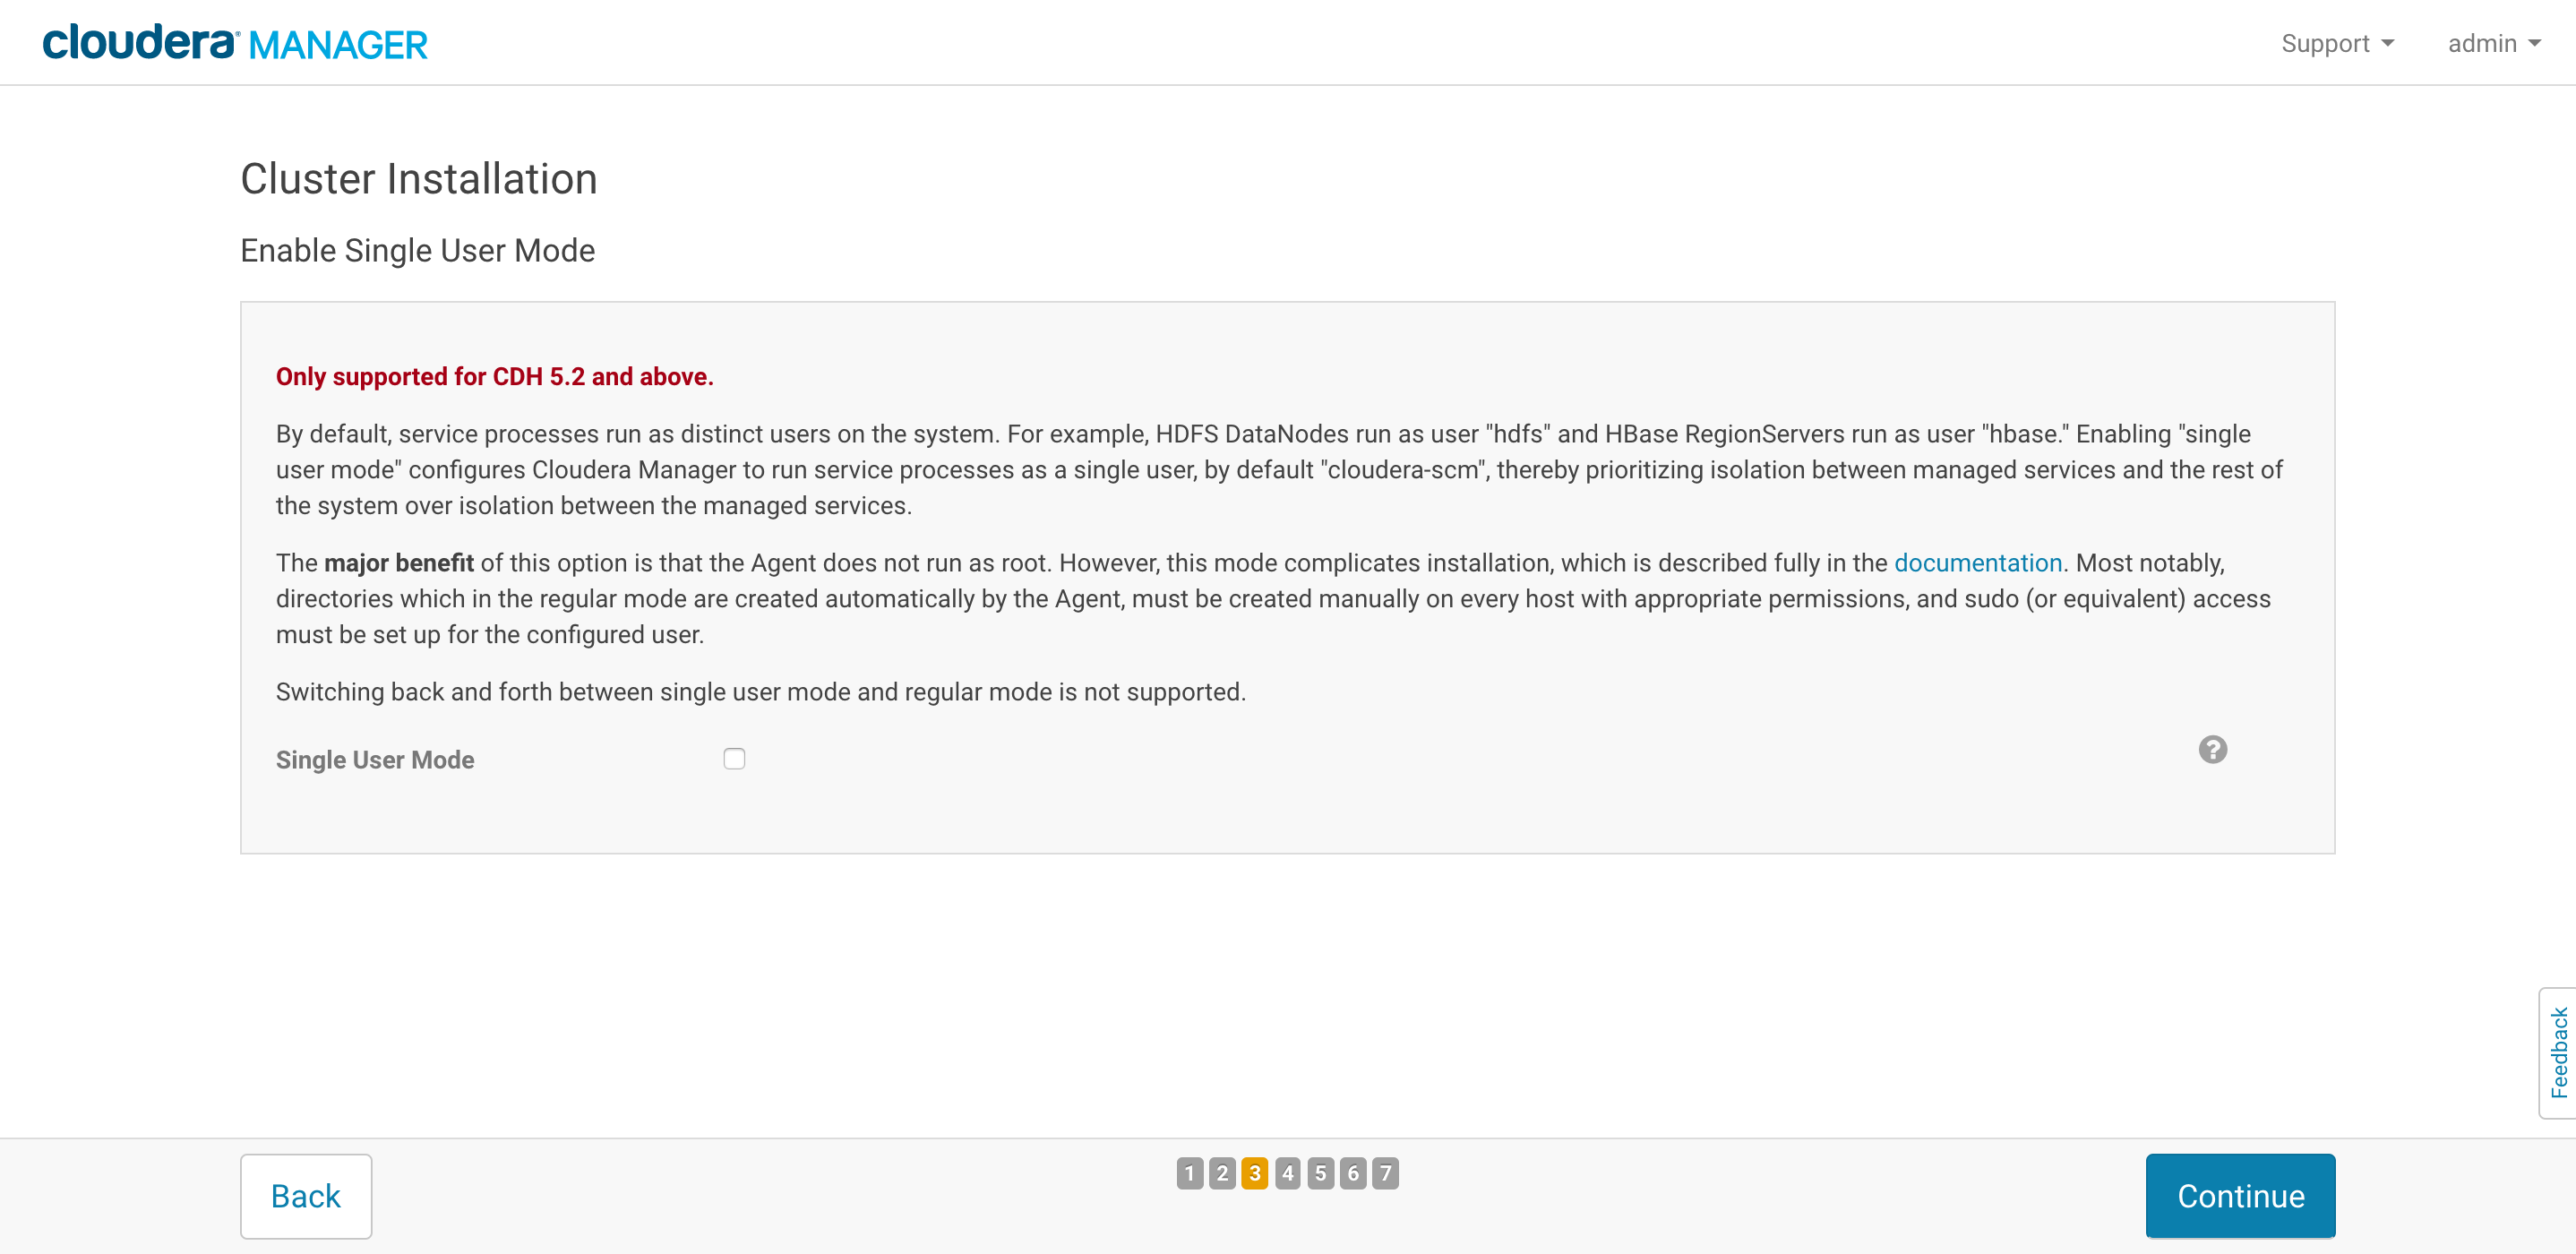 cloudera® MANAGER
Support
admin
Cluster Installation
Enable Single User Mode
Only supported for CDH 5.2 and above.
By default, service processes run as distinct users on the system. For example, HDFS DataNodes run as user "hdfs" and HBase RegionServers run as user "hbase." Enabling "single
user mode" configures Cloudera Manager to run service processes as a single user, by default "cloudera-scm", thereby prioritizing isolation between managed services and the rest of
the system over isolation between the managed services.
The major benefit of this option is that the Agent does not run as root. However, this mode complicates installation, which is described fully in the documentation. Most notably,
directories which in the regular mode are created automatically by the Agent, must be created manually on every host with appropriate permissions, and sudo (or equivalent) access
must be set up for the configured user.
Switching back and forth between single user mode and regular mode is not supported.
Single User Mode
?
Feedback
Back
1 2 3 4 5 6 7
Continue